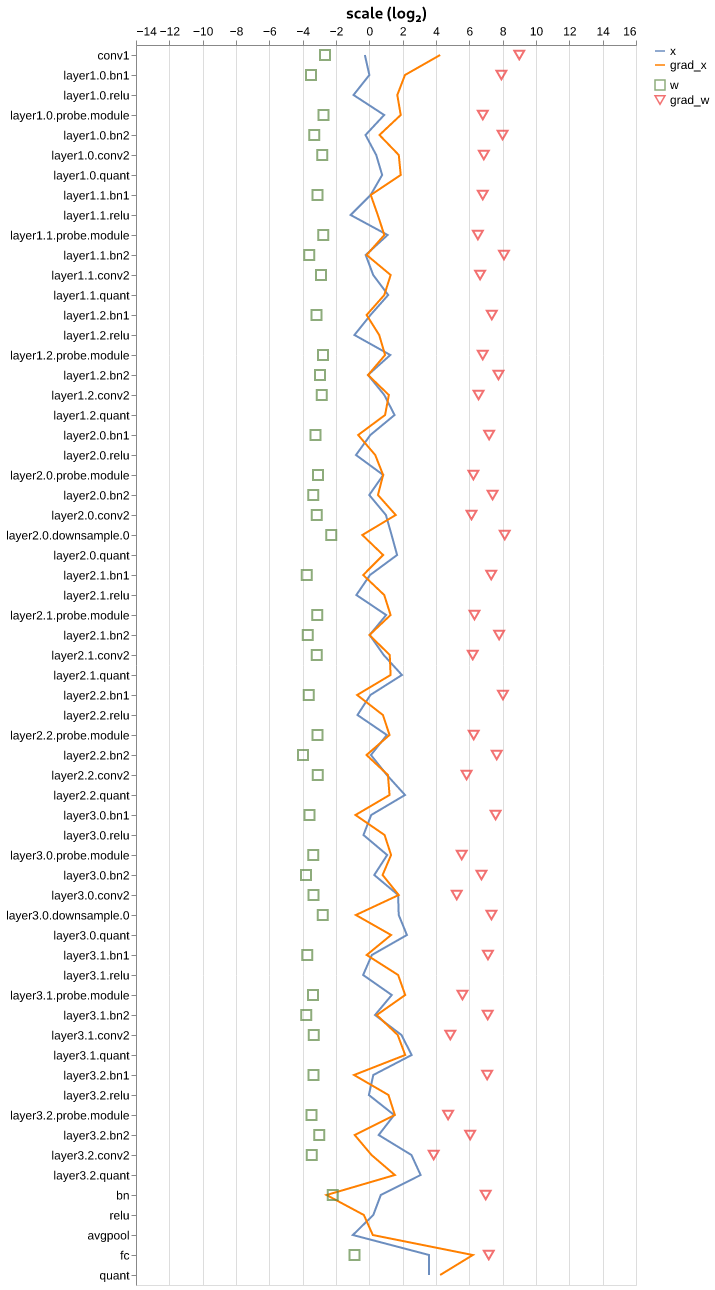 scale (log2)
−14 −12 −10 −8 −6 −4 −2 0 2 4 6 8 10 12 14 16
x
grad_x
w
grad_w
conv1
layer1.0.bn1
layer1.0.relu
layer1.0.probe.module
layer1.0.bn2
layer1.0.conv2
layer1.0.quant
layer1.1.bn1
layer1.1.relu
layer1.1.probe.module
layer1.1.bn2
layer1.1.conv2
layer1.1.quant
layer1.2.bn1
layer1.2.relu
layer1.2.probe.module
layer1.2.bn2
layer1.2.conv2
layer1.2.quant
layer2.0.bn1
layer2.0.relu
layer2.0.probe.module
layer2.0.bn2
layer2.0.conv2
layer2.0.downsample.0
layer2.0.quant
layer2.1.bn1
layer2.1.relu
layer2.1.probe.module
layer2.1.bn2
layer2.1.conv2
layer2.1.quant
layer2.2.bn1
layer2.2.relu
layer2.2.probe.module
layer2.2.bn2
layer2.2.conv2
layer2.2.quant
layer3.0.bn1
layer3.0.relu
layer3.0.probe.module
layer3.0.bn2
layer3.0.conv2
layer3.0.downsample.0
layer3.0.quant
layer3.1.bn1
layer3.1.relu
layer3.1.probe.module
layer3.1.bn2
layer3.1.conv2
layer3.1.quant
layer3.2.bn1
layer3.2.relu
layer3.2.probe.module
layer3.2.bn2
layer3.2.conv2
layer3.2.quant
bn
relu
avgpool
fc
quant